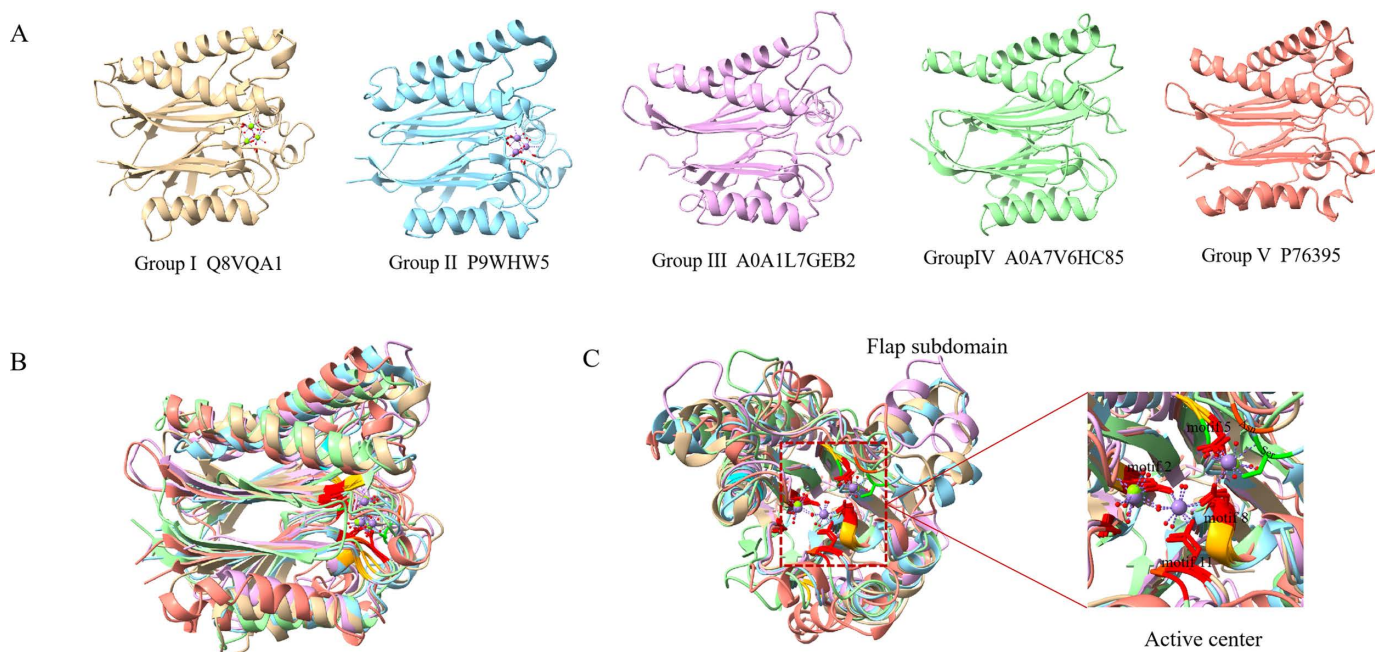 A
Group I Q8VQA1
Group II P9WHW5
Group III A0A1L7GEB2
GroupIV A0A7V6HC85
Group V P76395
B
C
Flap subdomain
motif 5
motif 2
motif 8
motif 11
Active center